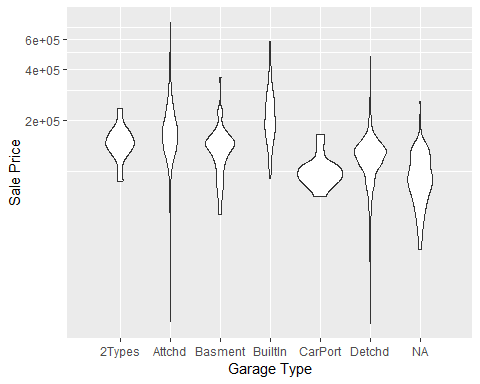 6e+05
4e+05
2e+05
Sale Price
2Types Attchd Basment BuiltIn CarPort Detchd NA
Garage Type